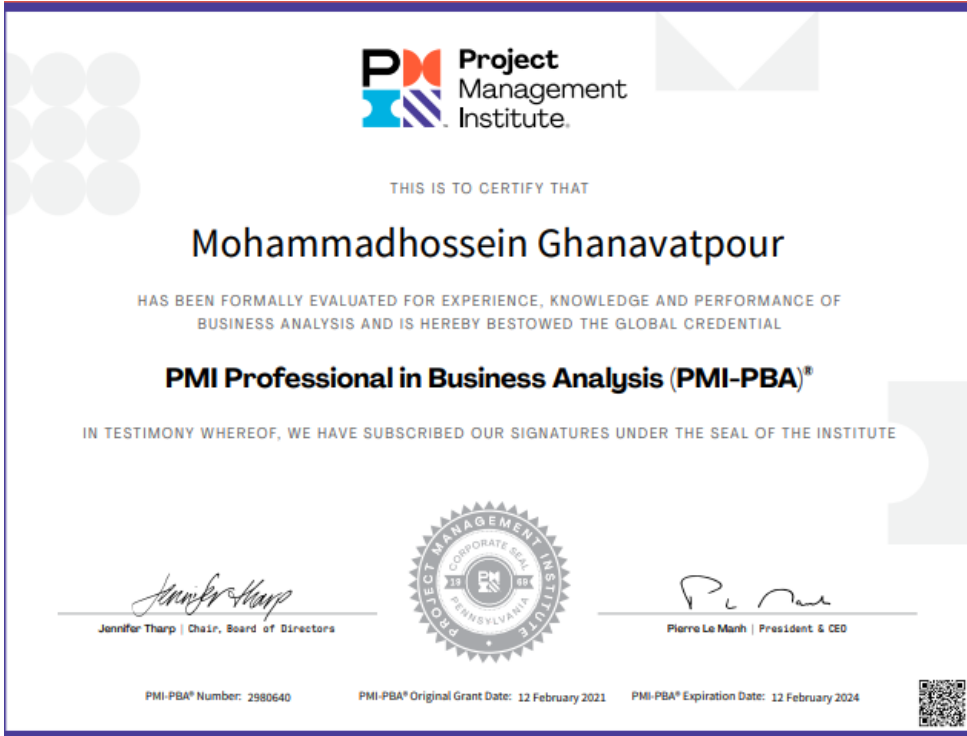 PM
Project
Management
Institute.
THIS IS TO CERTIFY THAT
Mohammadhossein Ghanavatpour
HAS BEEN FORMALLY EVALUATED FOR EXPERIENCE, KNOWLEDGE AND PERFORMANCE OF
BUSINESS ANALYSIS AND IS HEREBY BESTOWED THE GLOBAL CREDENTIAL
PMI Professional in Business Analysis (PMI-PBA)®
IN TESTIMONY WHEREOF, WE HAVE SUBSCRIBED OUR SIGNATURES UNDER THE SEAL OF THE INSTITUTE
PROJECT MANAGEMENT INSTITUTE
CORPORATE SEAL
19 PM 69
PENNSYLVANIA
Jennifer Tharp
Jennifer Tharp | Chair, Board of Directors
Pierre Le Manh | President & CEO
PMI-PBA® Number: 2980640 PMI-PBA® Original Grant Date: 12 February 2021 PMI-PBA® Expiration Date: 12 February 2024